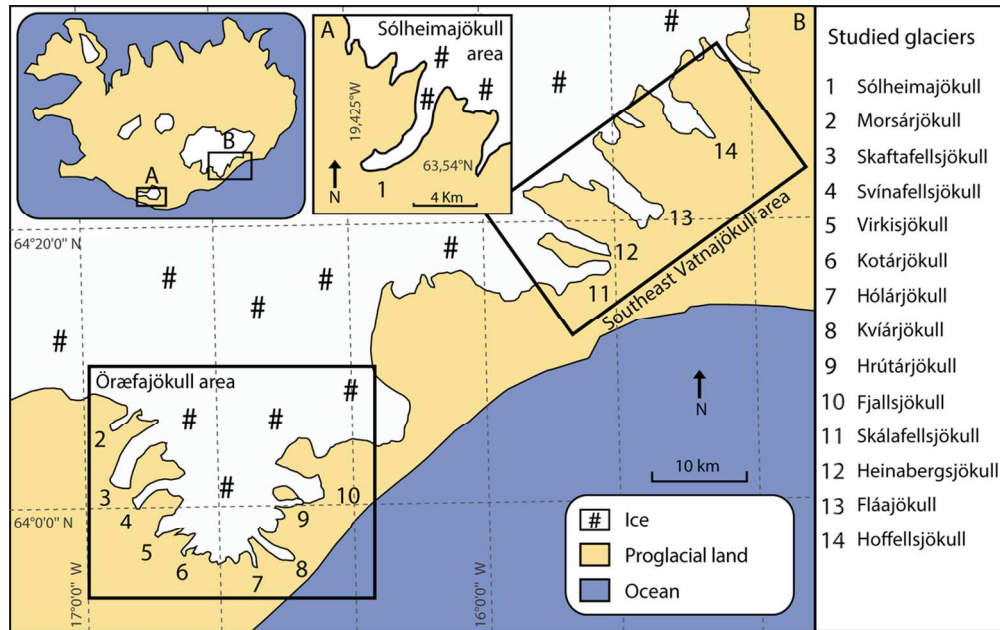 A
B
A
Sólheimajökull
area
#
#
#
19,425°W
63,54°N
N
1
4 Km
B
#
#
14
13
12
11
Southeast Vatnajökull area
64°20'0'' N
#
#
#
#
#
Öræfajökull area
#
#
#
#
2
3
4
5
6
7
8
9
10
64°0'0'' N
17°0'0'' W
16°0'0'' W
N
10 km
# Ice
Proglacial land
Ocean
Studied glaciers
1 Sólheimajökull
2 Morsárjökull
3 Skaftafellsjökull
4 Svínafellsjökull
5 Virkisjökull
6 Kotárjökull
7 Hólárjökull
8 Kvíárjökull
9 Hrútárjökull
10 Fjallsjökull
11 Skálafellsjökull
12 Heinabergsjökull
13 Fláajökull
14 Hoffellsjökull